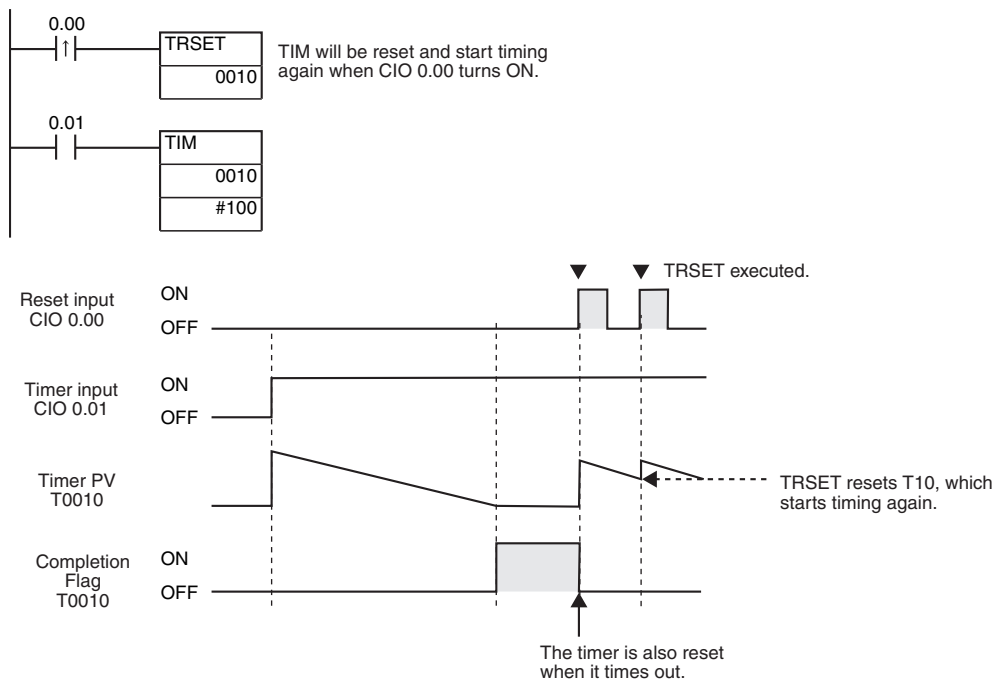 0.00
↑
TRSET
0010
TIM will be reset and start timing
again when CIO 0.00 turns ON.
0.01
TIM
0010
#100
TRSET executed.
Reset input
CIO 0.00
ON
OFF
Timer input
CIO 0.01
ON
OFF
Timer PV
T0010
TRSET resets T10, which
starts timing again.
Completion
Flag
T0010
ON
OFF
The timer is also reset
when it times out.